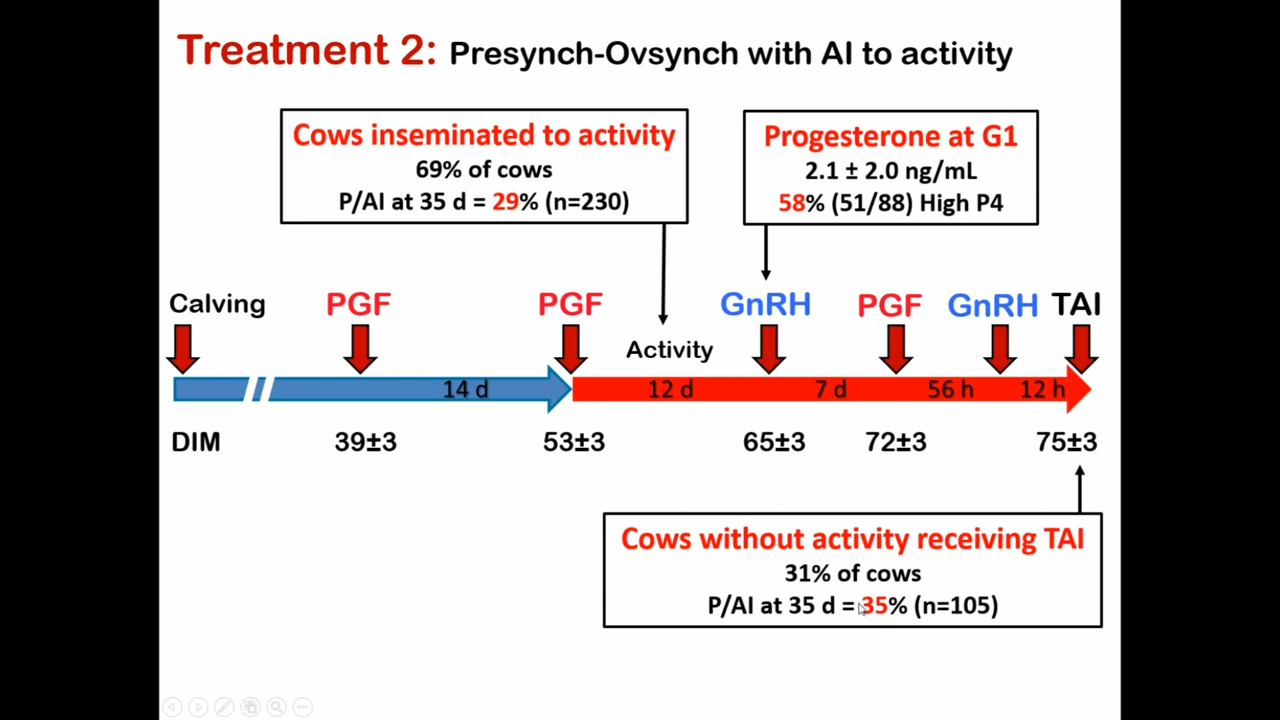 Treatment 2: Presynch-Ovsynch with AI to activity
Cows inseminated to activity
69% of cows
P/AI at 35 d = 29% (n=230)
Progesterone at G1
2.1 ± 2.0 ng/mL
58% (51/88) High P4
Calving PGF PGF GnRH PGF GnRH TAI
Activity
14 d 12 d 7 d 56 h 12 h
DIM 39±3 53±3 65±3 72±3 75±3
Cows without activity receiving TAI
31% of cows
P/AI at 35 d = 35% (n=105)